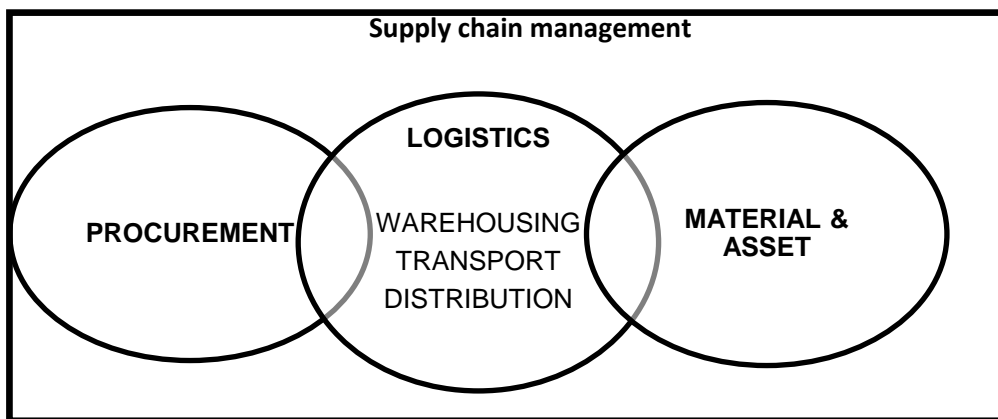 Supply chain management
PROCUREMENT
LOGISTICS
WAREHOUSING
TRANSPORT
DISTRIBUTION
MATERIAL &
ASSET